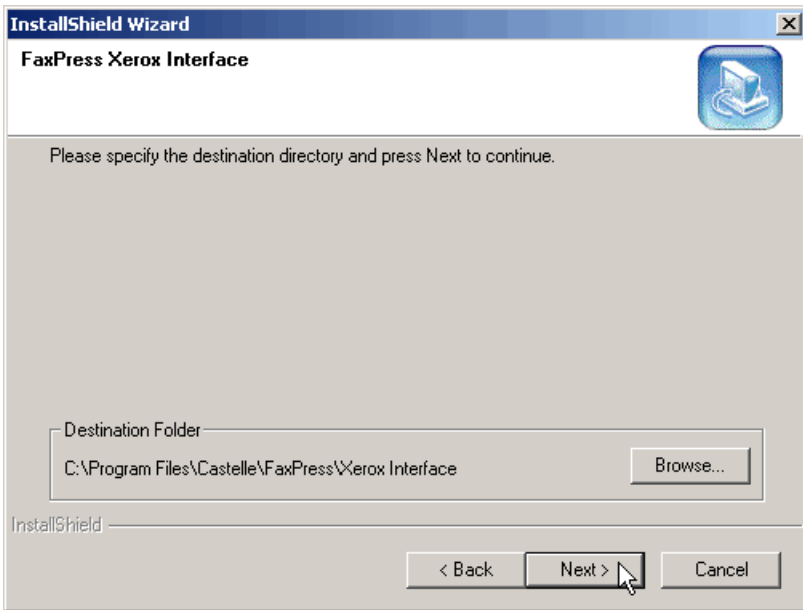 InstallShield Wizard
FaxPress Xerox Interface
Please specify the destination directory and press Next to continue.
Destination Folder
C:\Program Files\Castelle\FaxPress\Xerox Interface
Browse...
InstallShield
< Back
Next >
Cancel